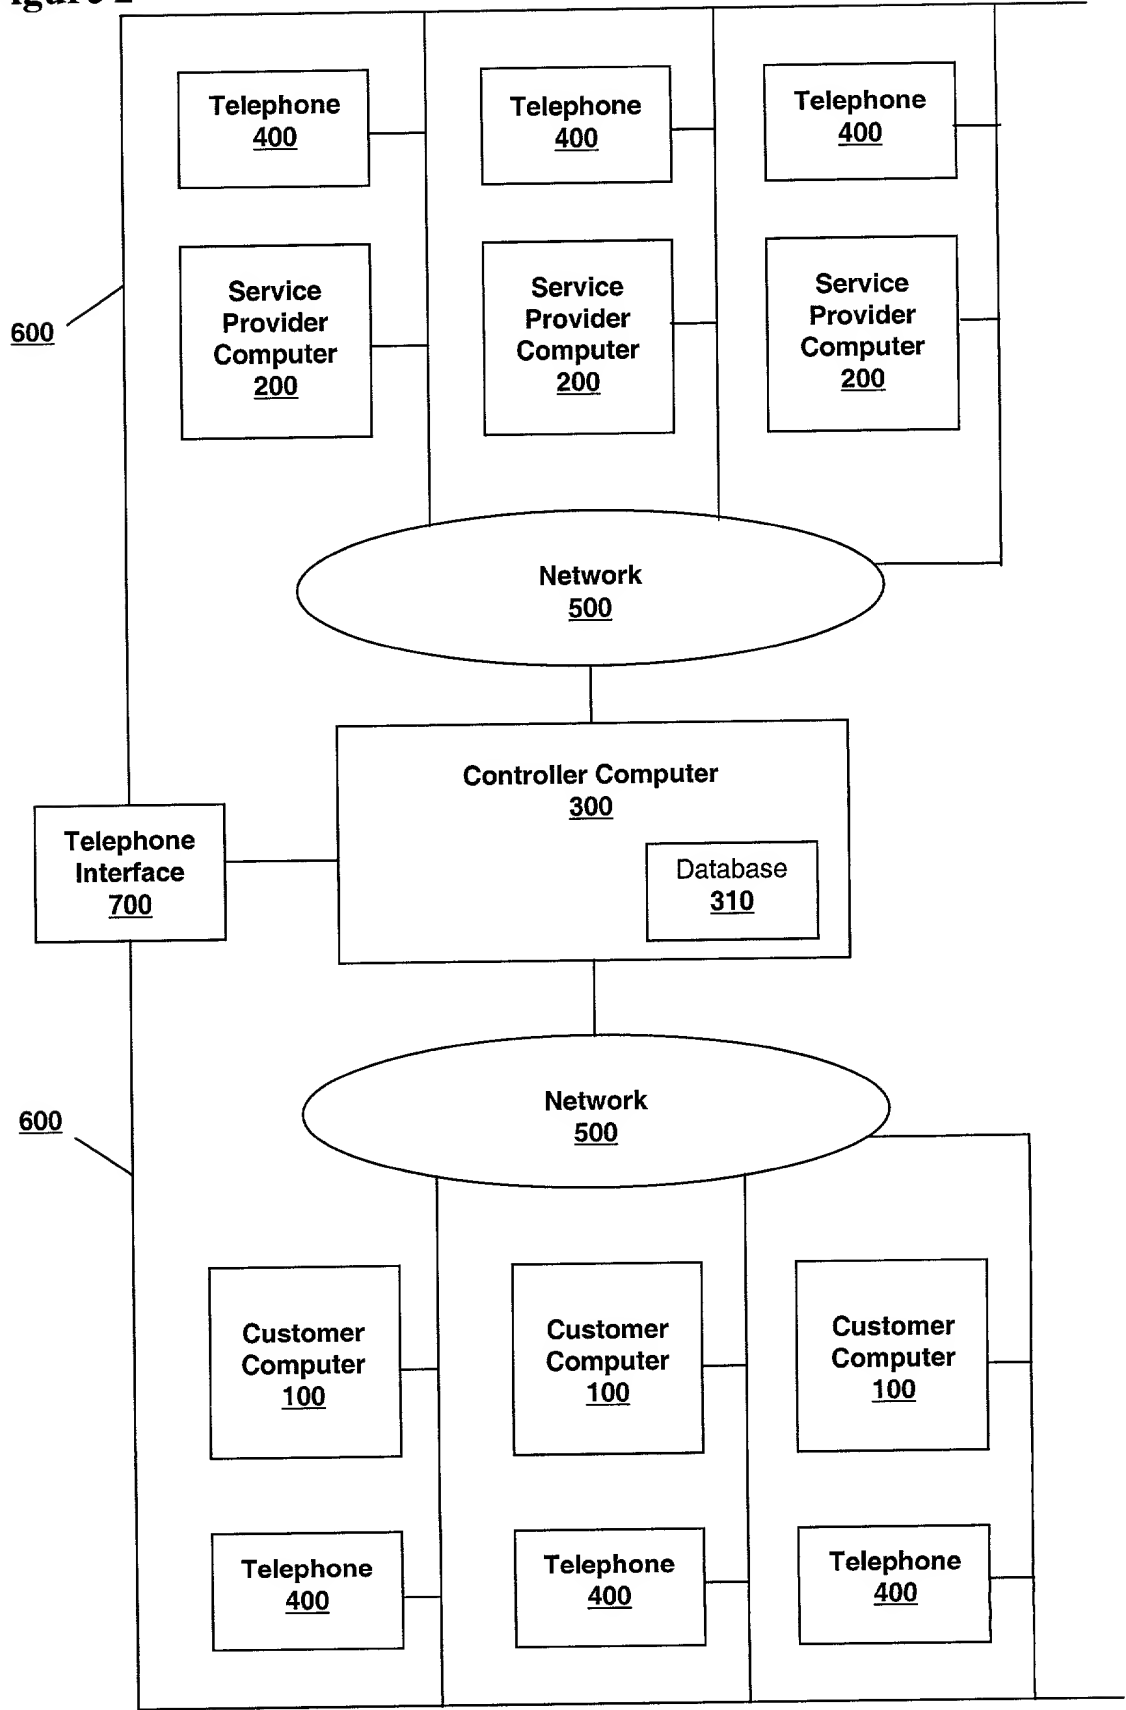 Telephone
400
Telephone
400
Telephone
400
Service
Provider
Computer
200
Service
Provider
Computer
200
Service
Provider
Computer
200
600
Network
500
Controller Computer
300
Telephone
Interface
700
Database
310
Network
500
600
Customer
Computer
100
Customer
Computer
100
Customer
Computer
100
Telephone
400
Telephone
400
Telephone
400